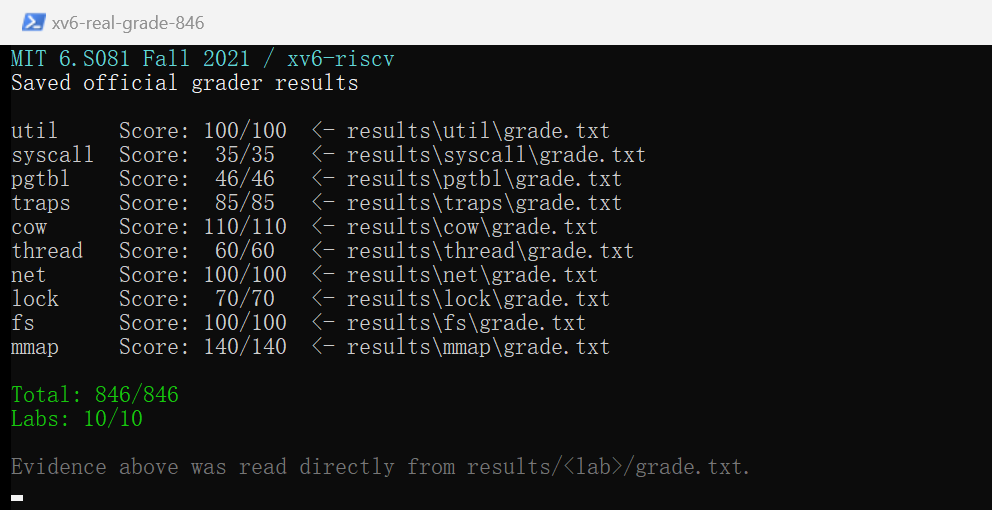 xv6-real-grade-846
MIT 6.S081 Fall 2021 / xv6-riscv
Saved official grader results
util     Score: 100/100  <- results\util\grade.txt
syscall  Score:  35/35   <- results\syscall\grade.txt
pgtbl    Score:  46/46   <- results\pgtbl\grade.txt
traps    Score:  85/85   <- results\traps\grade.txt
cow      Score: 110/110  <- results\cow\grade.txt
thread   Score:  60/60   <- results\thread\grade.txt
net      Score: 100/100  <- results\net\grade.txt
lock     Score:  70/70   <- results\lock\grade.txt
fs       Score: 100/100  <- results\fs\grade.txt
mmap     Score: 140/140  <- results\mmap\grade.txt
Total: 846/846
Labs: 10/10
Evidence above was read directly from results/<lab>/grade.txt.